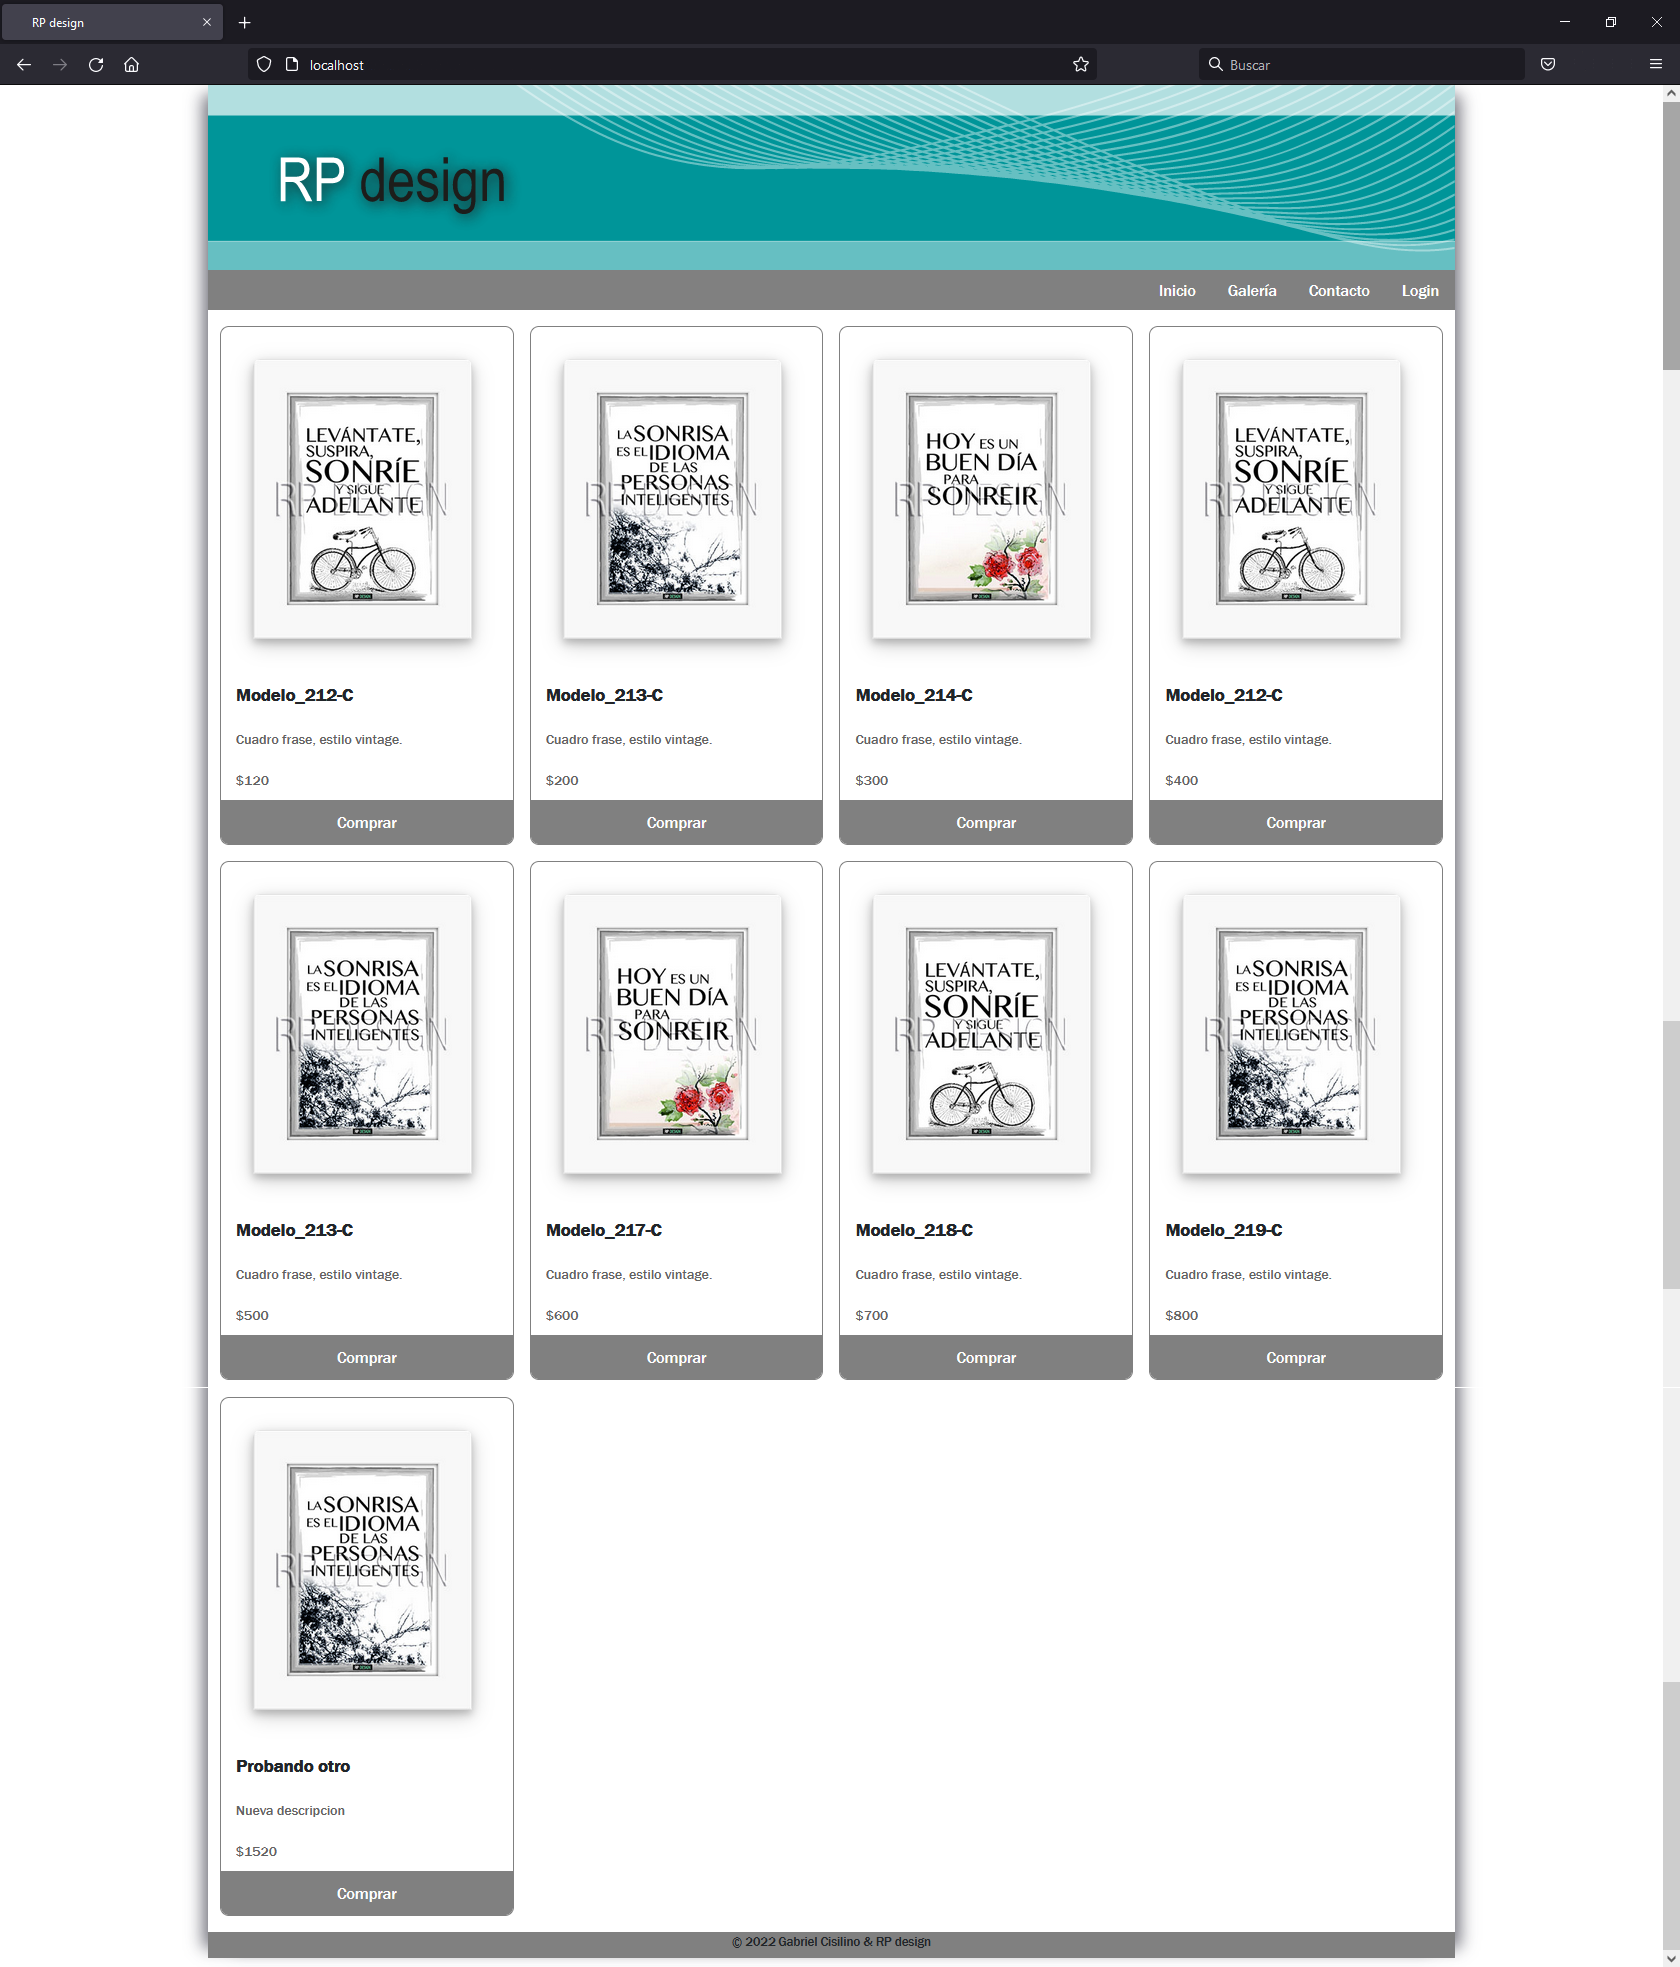 RP design
localhost
Buscar
RP design
Inicio Galería Contacto Login
LEVÁNTATE,
SUSPIRA,
SONRÍE
Y SIGUE
ADELANTE
RP DESIGN
LA SONRISA
ES EL IDIOMA
DE LAS
PERSONAS
INTELIGENTES
RP DESIGN
HOY ES UN
BUEN DÍA
PARA
SONREIR
RP DESIGN
LEVÁNTATE,
SUSPIRA,
SONRÍE
Y SIGUE
ADELANTE
RP DESIGN
Modelo_212-C
Cuadro frase, estilo vintage.
$120
Comprar
Modelo_213-C
Cuadro frase, estilo vintage.
$200
Comprar
Modelo_214-C
Cuadro frase, estilo vintage.
$300
Comprar
Modelo_212-C
Cuadro frase, estilo vintage.
$400
Comprar
LA SONRISA
ES EL IDIOMA
DE LAS
PERSONAS
INTELIGENTES
RP DESIGN
HOY ES UN
BUEN DÍA
PARA
SONREIR
RP DESIGN
LEVÁNTATE,
SUSPIRA,
SONRÍE
Y SIGUE
ADELANTE
RP DESIGN
LA SONRISA
ES EL IDIOMA
DE LAS
PERSONAS
INTELIGENTES
RP DESIGN
Modelo_213-C
Cuadro frase, estilo vintage.
$500
Comprar
Modelo_217-C
Cuadro frase, estilo vintage.
$600
Comprar
Modelo_218-C
Cuadro frase, estilo vintage.
$700
Comprar
Modelo_219-C
Cuadro frase, estilo vintage.
$800
Comprar
LA SONRISA
ES EL IDIOMA
DE LAS
PERSONAS
INTELIGENTES
RP DESIGN
Probando otro
Nueva descripcion
$1520
Comprar
© 2022 Gabriel Cisilino & RP design